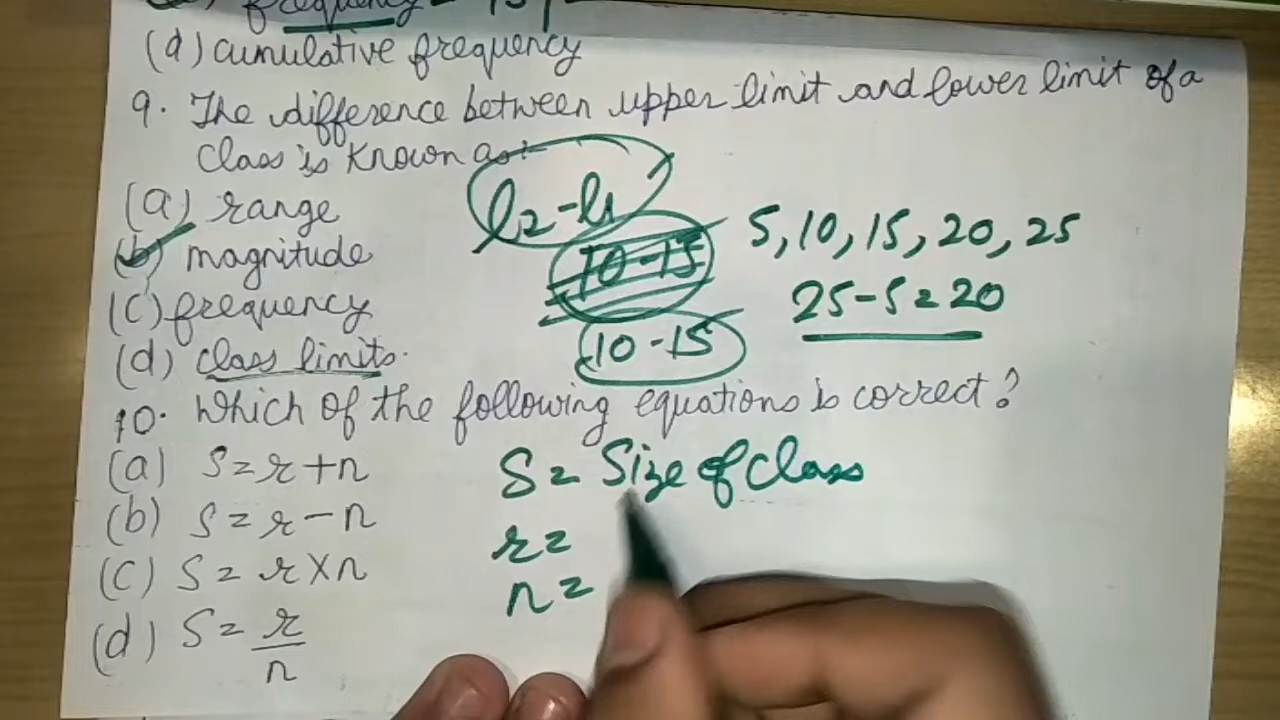 frequency
(d) cumulative frequency
9. The difference between upper limit and lower limit of a
class is known as:-
(a) range
(b) magnitude
(c) frequency
(d) class limits.
l2-l1
10-15
10-15
5, 10, 15, 20, 25
25-5=20
10. Which of the following equations is correct?
(a) S=r+n
(b) S=r-n
(c) S=r×n
(d) S=r/n
S= Size of Class
r=
n=